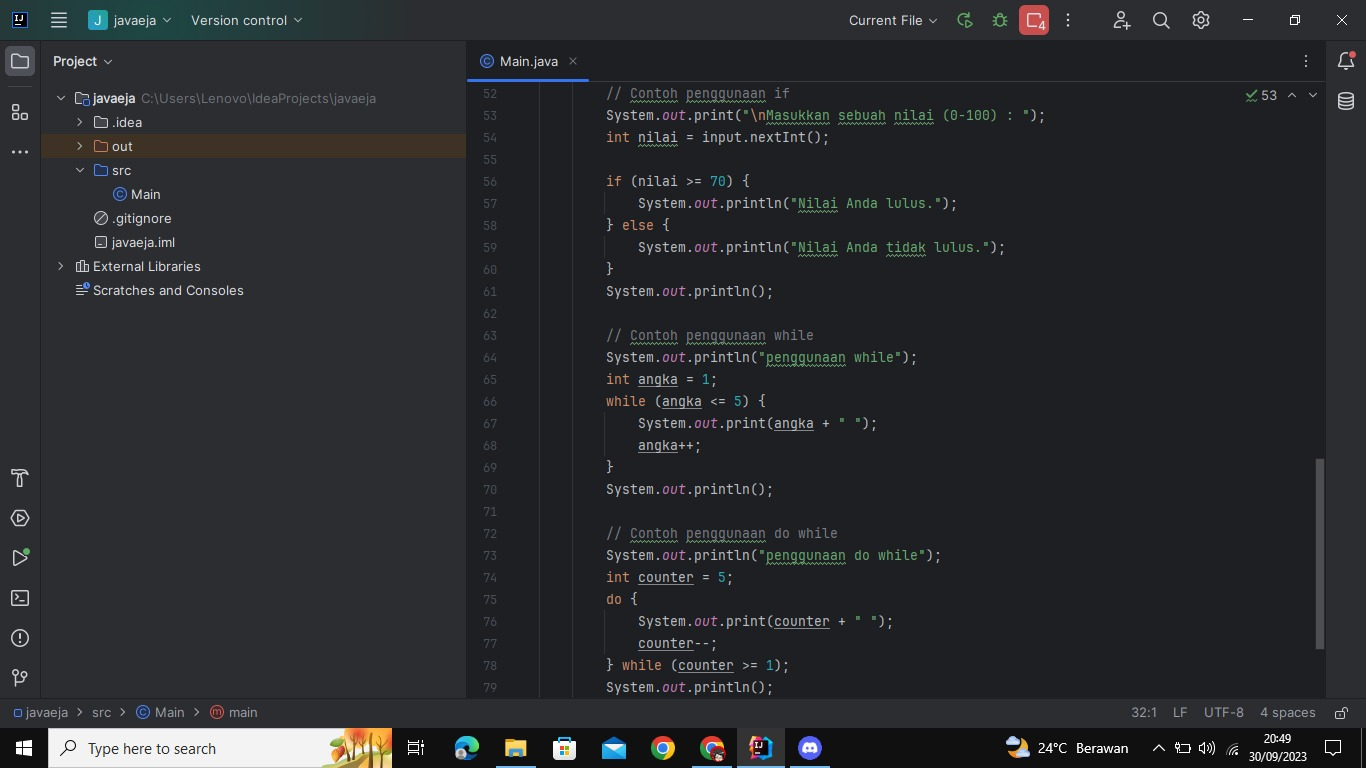 J javaeja Version control Current File 4
Project
Main.java
javaeja C:\Users\Lenovo\IdeaProjects\javaeja
.idea
out
src
Main
.gitignore
javaeja.iml
External Libraries
Scratches and Consoles
53
52 // Contoh penggunaan if
53 System.out.print("\nMasukkan sebuah nilai (0-100) : ");
54 int nilai = input.nextInt();
55
56 if (nilai >= 70) {
57 System.out.println("Nilai Anda lulus.");
58 } else {
59 System.out.println("Nilai Anda tidak lulus.");
60 }
61 System.out.println();
62
63 // Contoh penggunaan while
64 System.out.println("penggunaan while");
65 int angka = 1;
66 while (angka <= 5) {
67 System.out.print(angka + " ");
68 angka++;
69 }
70 System.out.println();
71
72 // Contoh penggunaan do while
73 System.out.println("penggunaan do while");
74 int counter = 5;
75 do {
76 System.out.print(counter + " ");
77 counter--;
78 } while (counter >= 1);
79 System.out.println();
javaeja > src > Main > main 32:1 LF UTF-8 4 spaces
Type here to search
24°C Berawan
20:49
30/09/2023